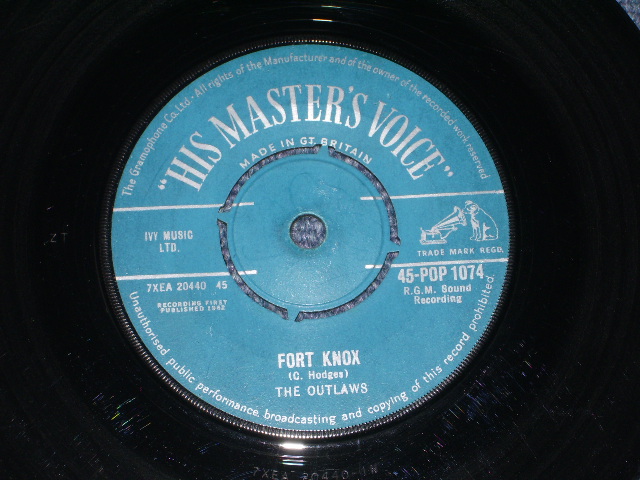 The Gramophone Co. Ltd. - All rights of the Manufacturer and of the owner of the recorded work reserved
"HIS MASTER'S VOICE"
MADE IN GT. BRITAIN
IVY MUSIC
LTD.
TRADE MARK REGD.
7XEA 20440 45
RECORDING FIRST
PUBLISHED 1962
45-POP 1074
R.G.M. Sound
Recording
FORT KNOX
(C. Hodges)
THE OUTLAWS
Unauthorised public performance, broadcasting and copying of this record prohibited.